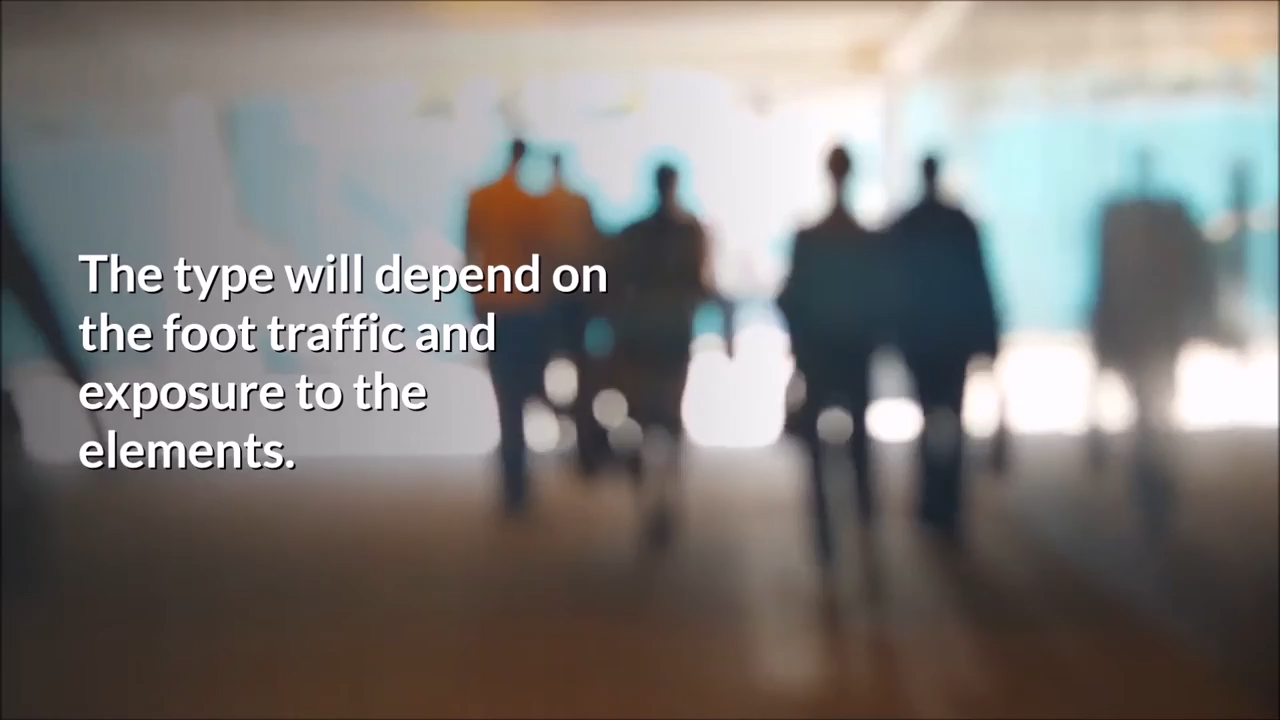 The type will depend on
the foot traffic and
exposure to the
elements.